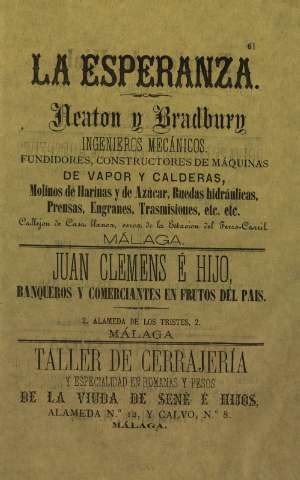 61
LA ESPERANZA.
Heaton y Bradbury
INGENIEROS MECÁNICOS.
FUNDIDORES, CONSTRUCTORES DE MÁQUINAS
DE VAPOR Y CALDERAS,
Molinos de Harinas y de Azúcar, Ruedas hidráulicas,
Prensas, Engranes, Trasmisiones, etc. etc.
Callejon de Casa blanca, cerca de la Estacion del Ferro-Carril
MÁLAGA.
JUAN CLEMENS É HIJO,
BANQUEROS Y COMERCIANTES EN FRUTOS DEL PAIS.
2, ALAMEDA DE LOS TRISTES, 2.
MÁLAGA
TALLER DE CERRAJERÍA
Y ESPECIALIDAD EN ROMANAS Y PESOS
DE LA VIUDA DE SENÉ É HIJOS,
ALAMEDA N.º 12, Y CALVO, N.º 8.
MÁLAGA.